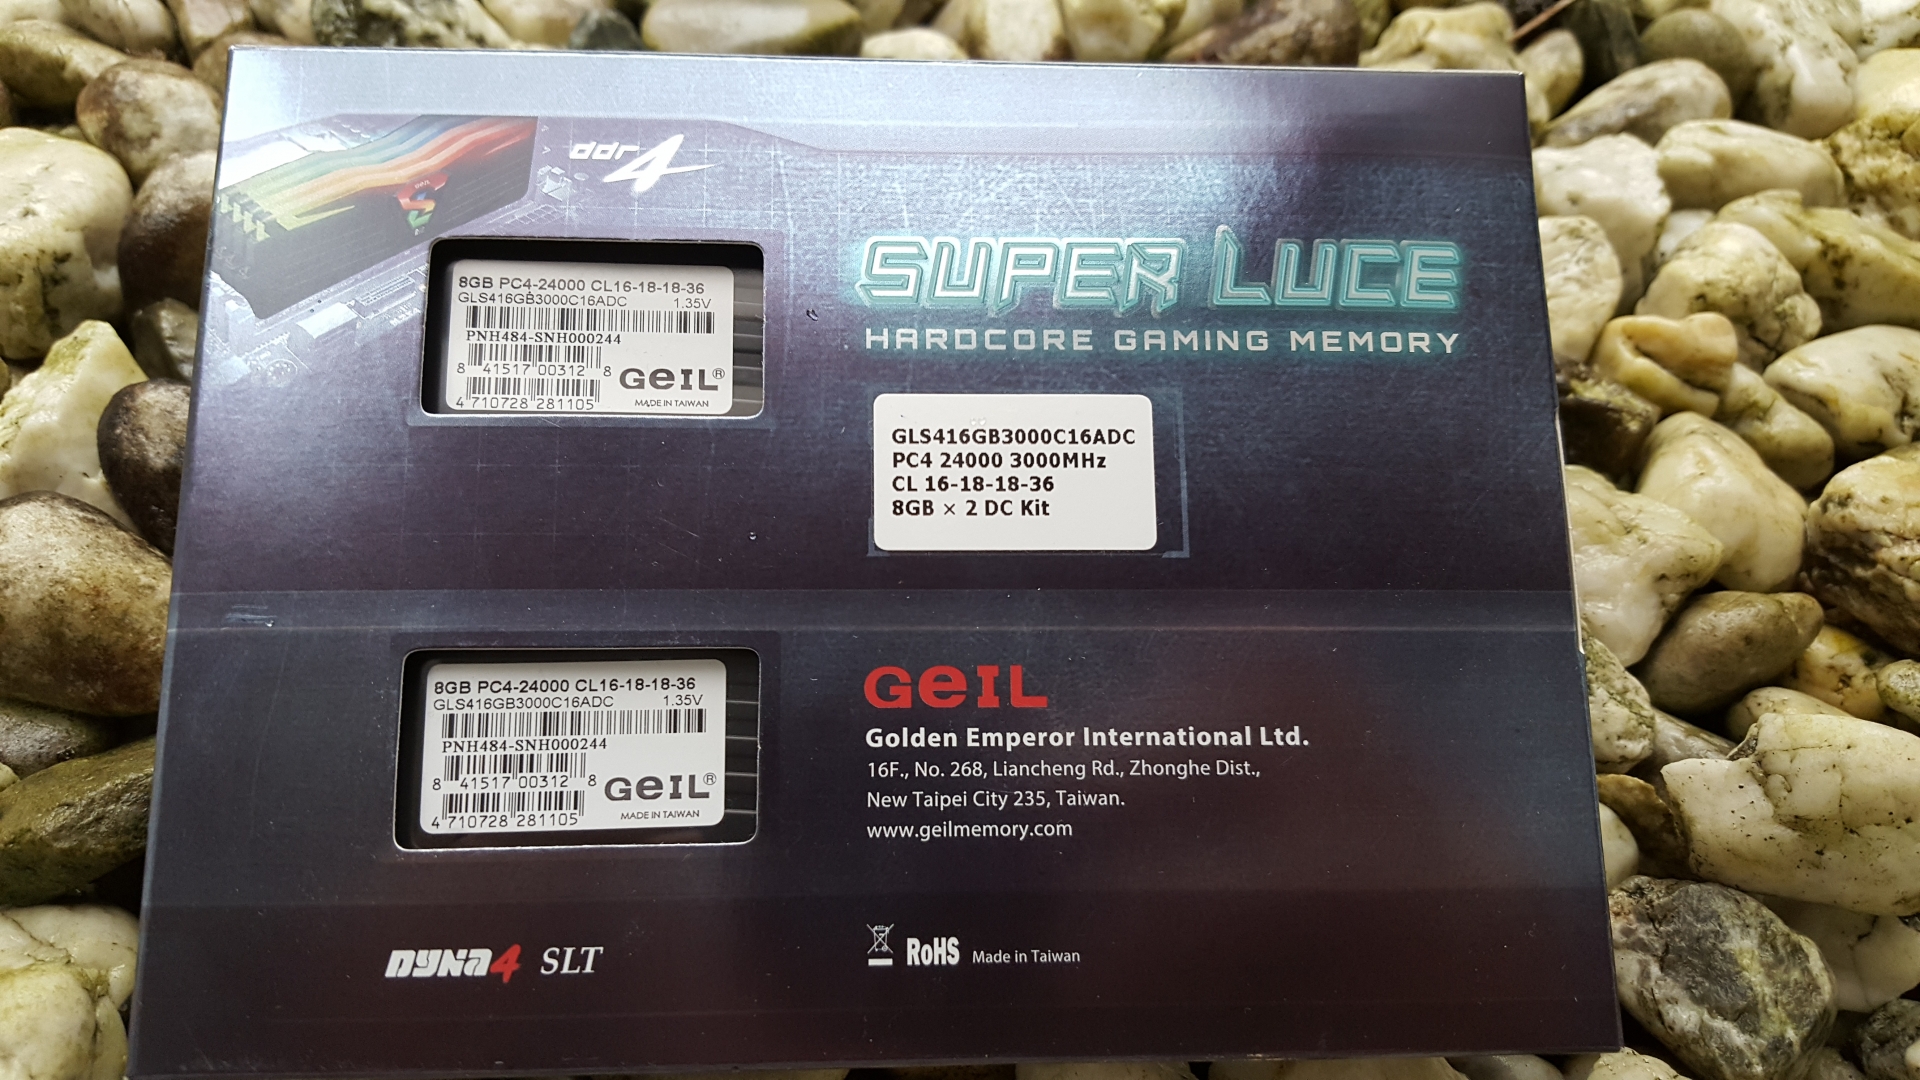 ddr4
GeIL
8GB PC4-24000 CL16-18-18-36
GLS416GB3000C16ADC 1.35V
PNH484-SNH000244
8 41517 00312 8
GeIL®
4 710728 281105
MADE IN TAIWAN
SUPER LUCE
HARDCORE GAMING MEMORY
GLS416GB3000C16ADC
PC4 24000 3000MHz
CL 16-18-18-36
8GB × 2 DC Kit
8GB PC4-24000 CL16-18-18-36
GLS416GB3000C16ADC 1.35V
PNH484-SNH000244
8 41517 00312 8
GeIL®
4 710728 281105
MADE IN TAIWAN
GeIL
Golden Emperor International Ltd.
16F., No. 268, Liancheng Rd., Zhonghe Dist.,
New Taipei City 235, Taiwan.
www.geilmemory.com
DYNA4 SLT
RoHS Made in Taiwan